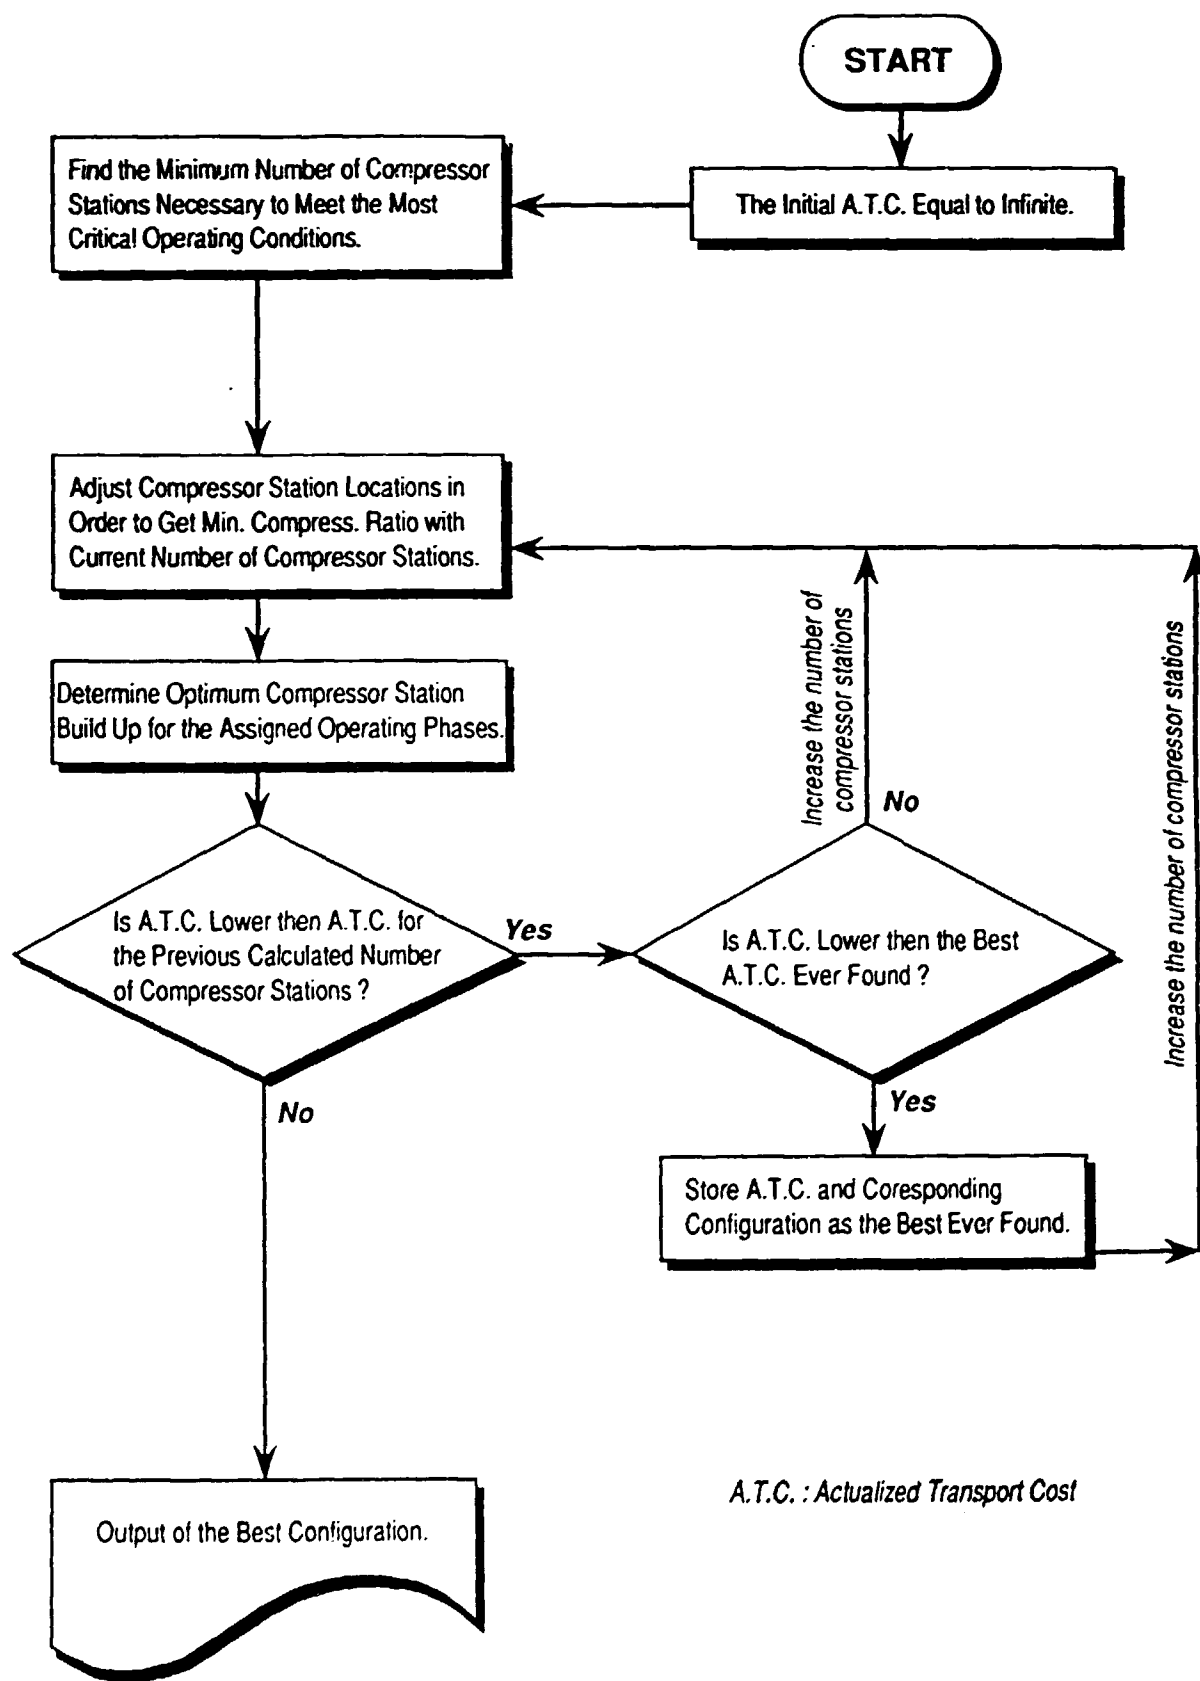 START
The Initial A.T.C. Equal to Infinite.
Find the Minimum Number of Compressor
Stations Necessary to Meet the Most
Critical Operating Conditions.
Adjust Compressor Station Locations in
Order to Get Min. Compress. Ratio with
Current Number of Compressor Stations.
Determine Optimum Compressor Station
Build Up for the Assigned Operating Phases.
Is A.T.C. Lower then A.T.C. for
the Previous Calculated Number
of Compressor Stations ?
Yes
No
Is A.T.C. Lower then the Best
A.T.C. Ever Found ?
No
Increase the number of
compressor stations
Yes
Store A.T.C. and Coresponding
Configuration as the Best Ever Found.
Increase the number of compressor stations
Output of the Best Configuration.
A.T.C. : Actualized Transport Cost